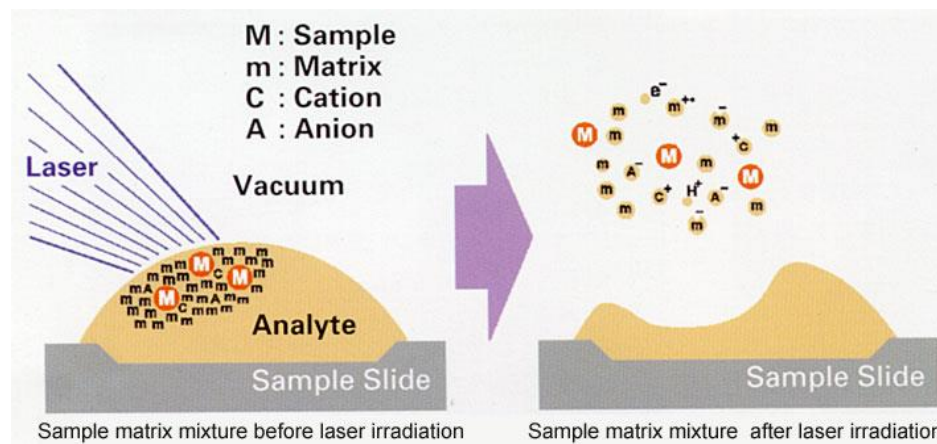 M : Sample
m : Matrix
C : Cation
A : Anion
Laser
Vacuum
m m m
m m M m m
m m m C m m
m A m m m M m
m m M m m m m
m m m m A m
m m C m m
m m m m
Analyte
Sample Slide
Sample matrix mixture before laser irradiation
e⁻
m⁺•
m⁻
m
M m
⁺C
m
M m
m A⁻
M
m C⁺ H⁺ A⁻
m m
m⁻
Sample Slide
Sample matrix mixture after laser irradiation